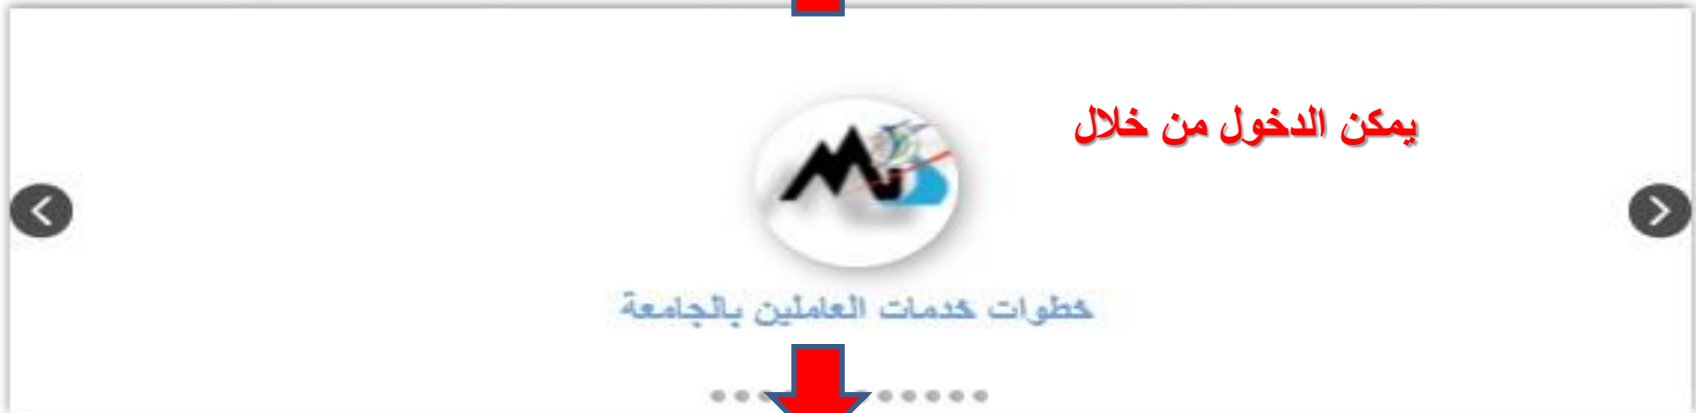 يمكن الدخول من خلال
خطوات خدمات العاملين بالجامعة